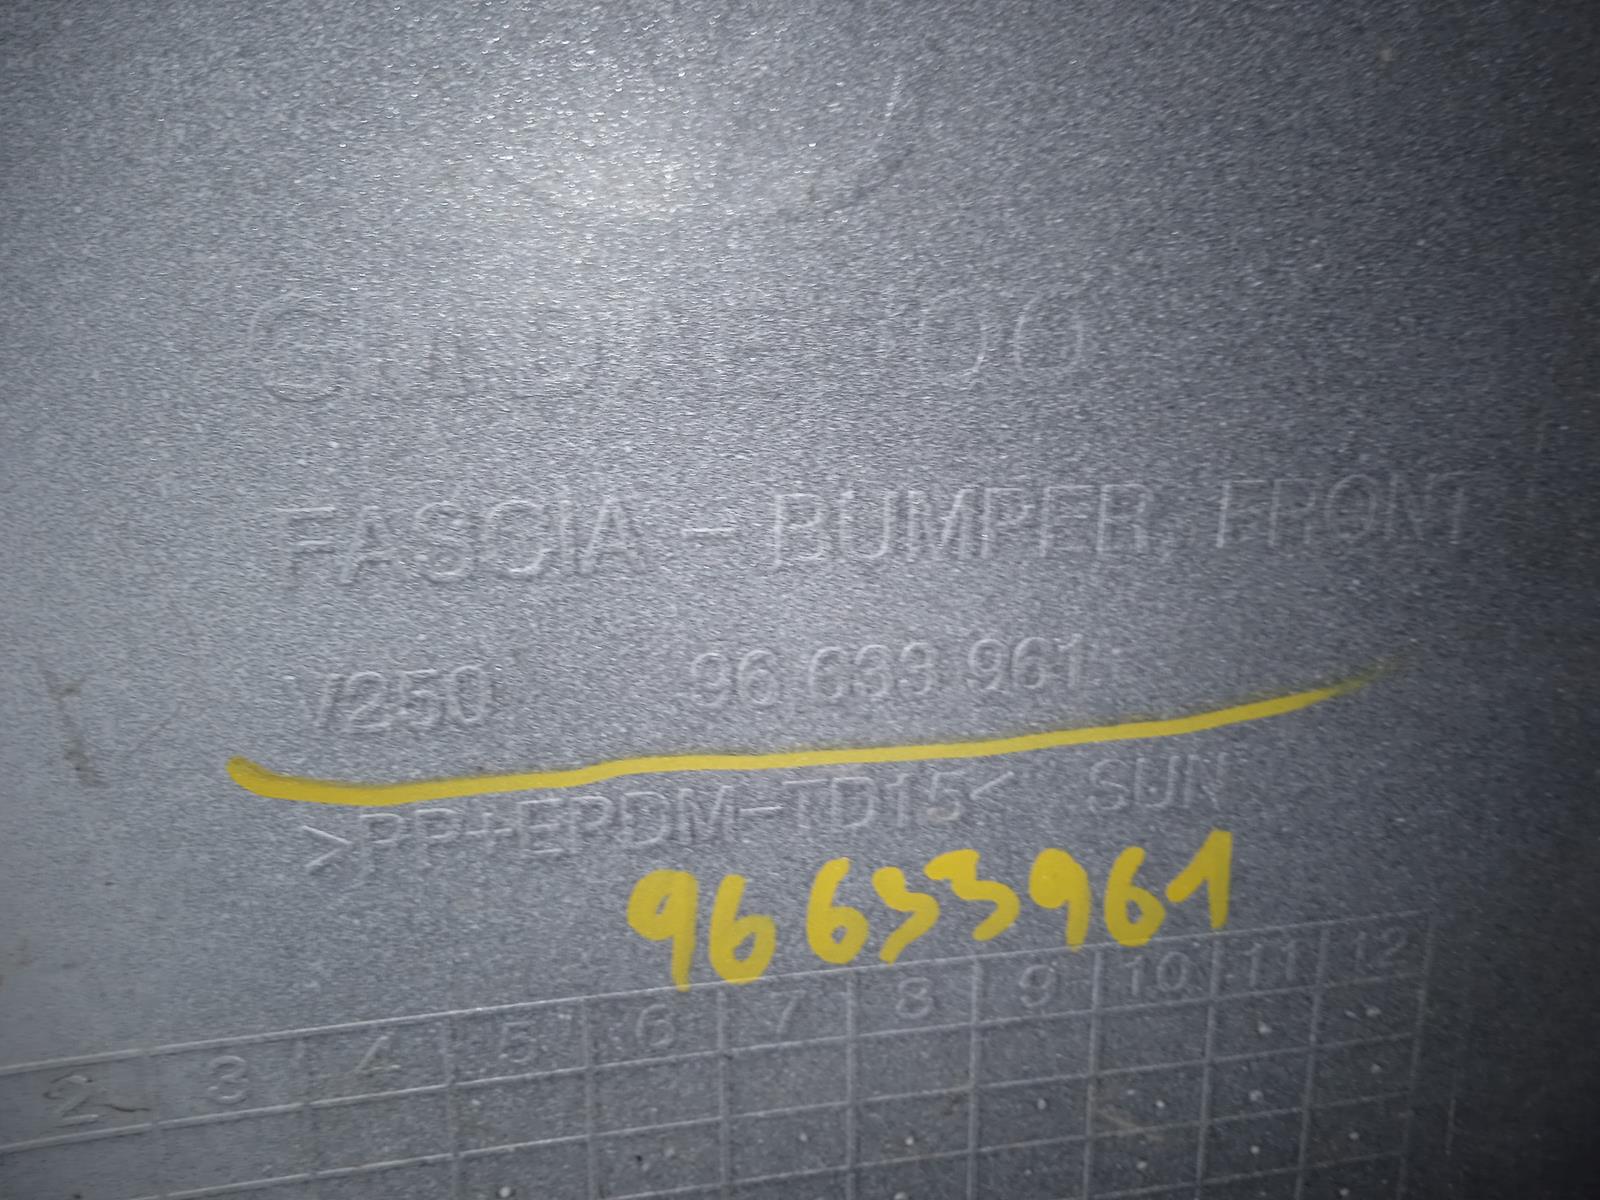 FASCIA - BUMPER, FRONT
V250 96 633 961
>PP+EPDM-TD15< SUN
96633961
2 3 4 5 6 7 8 9 10 11 12